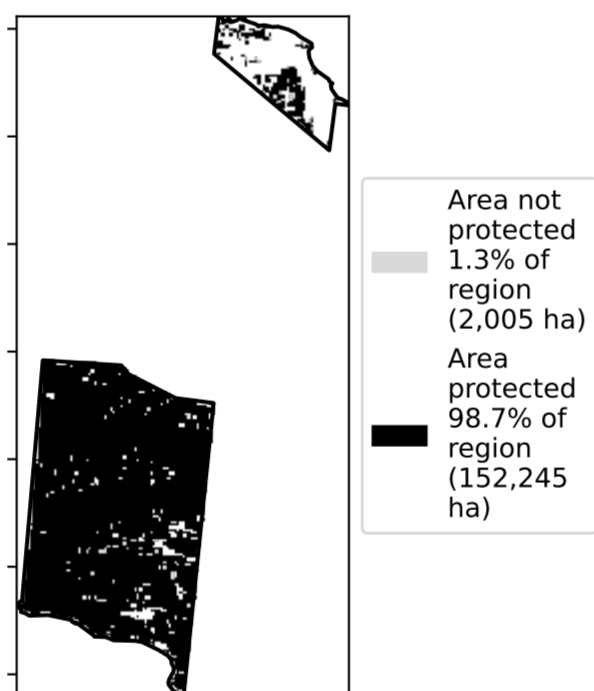 Area not
protected
1.3% of
region
(2,005 ha)
Area
protected
98.7% of
region
(152,245
ha)